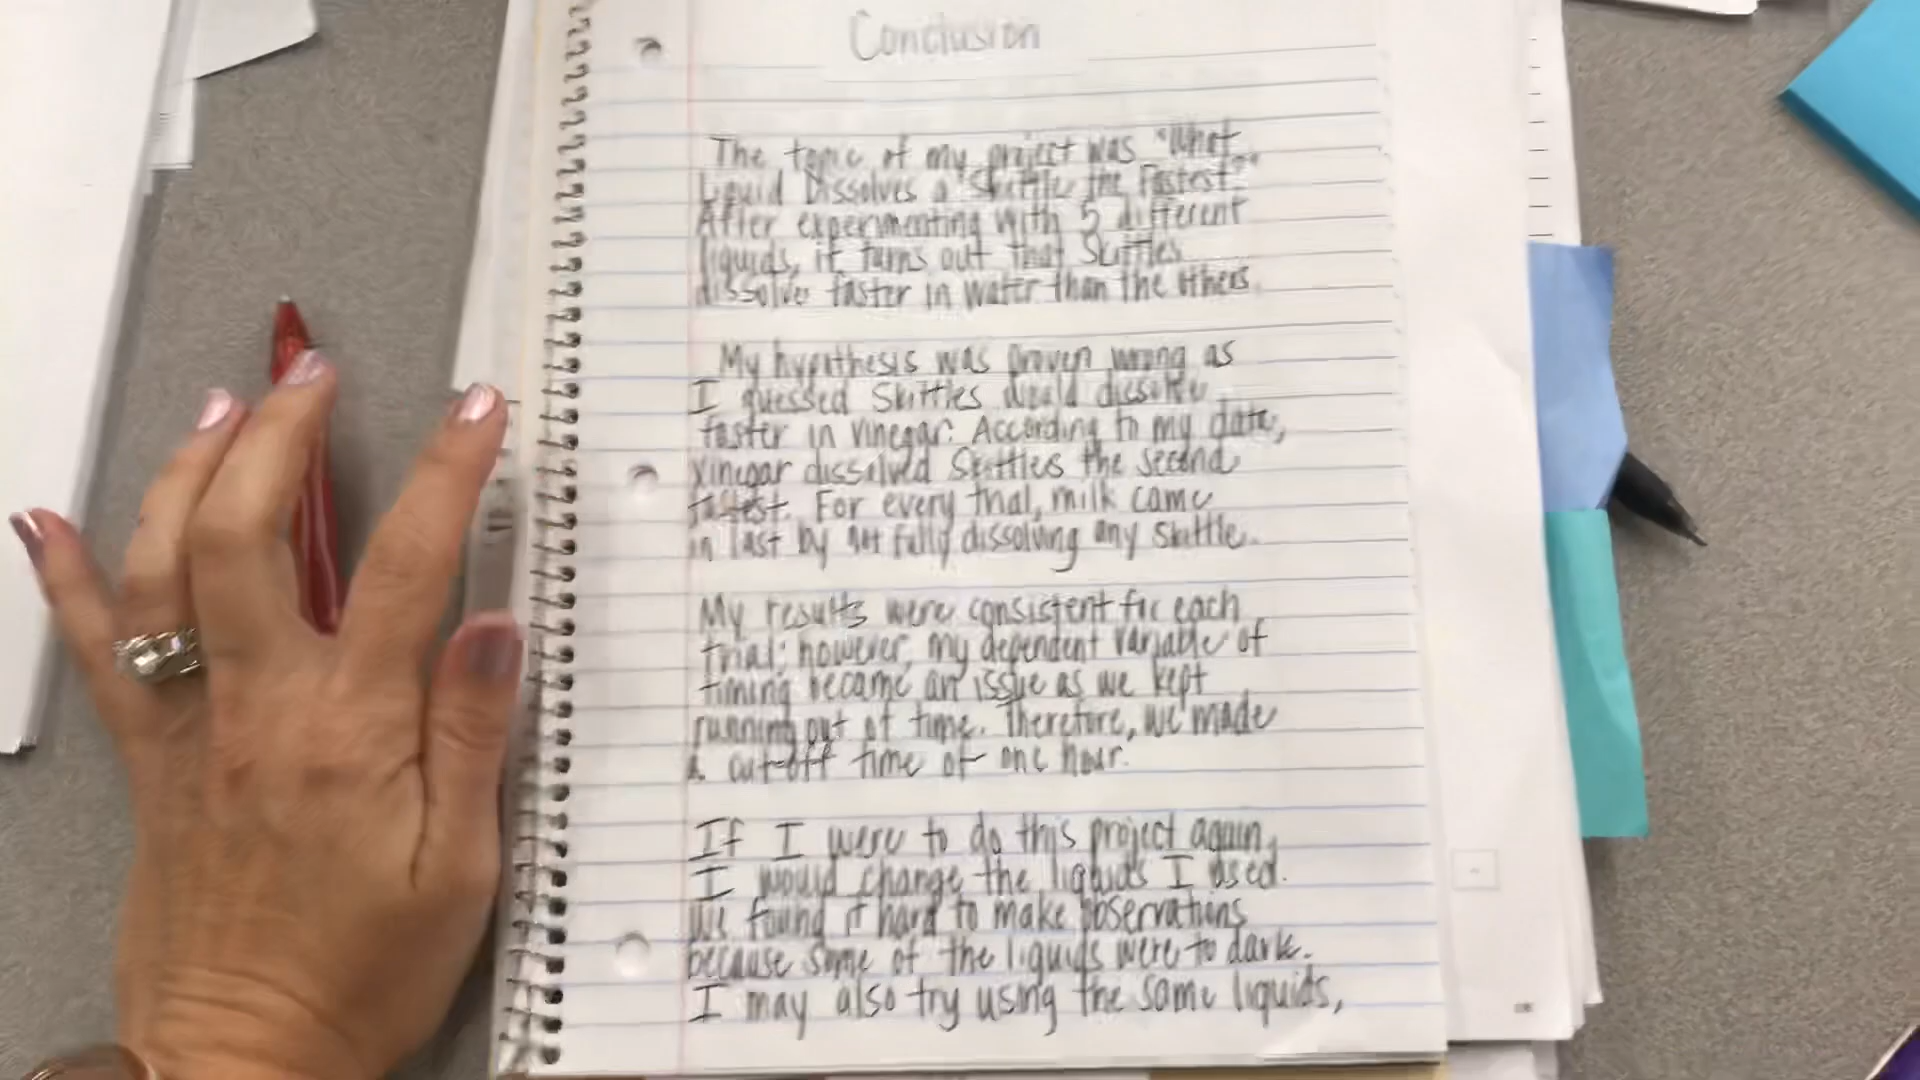 Conclusion
The topic of my project was "What
Liquid Dissolves a Skittle the Fastest."
After experimenting with 5 different
liquids, it turns out that Skittles
dissolve faster in water than the others.
My hypothesis was proven wrong as
I guessed Skittles would dissolve
faster in vinegar. According to my data,
vinegar dissolved Skittles the second
fastest. For every trial, milk came
in last by not fully dissolving any skittle.
My results were consistent for each
trial; however, my dependent variable of
timing became an issue as we kept
running out of time. Therefore, we made
a cut-off time of one hour.
If I were to do this project again,
I would change the liquids I used.
We found it hard to make observations
because some of the liquids were to dark.
I may also try using the same liquids,